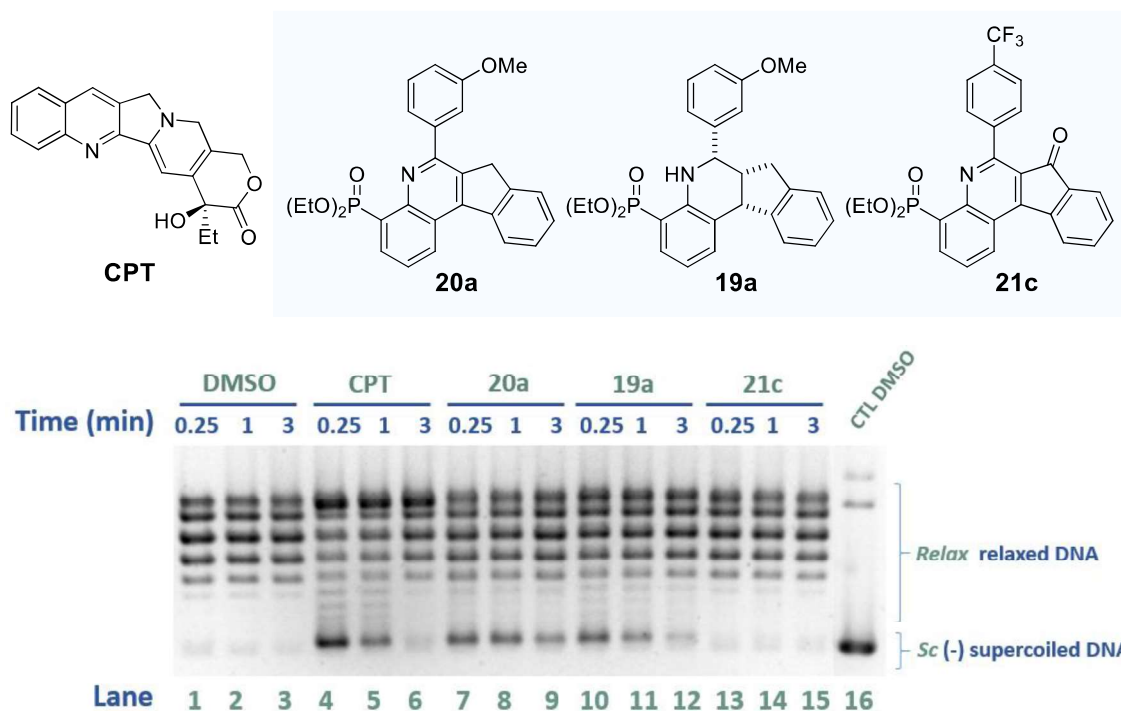 CF3
OMe
OMe
O
N
N
O
HO
Et
O
CPT
O
(EtO)2P
N
20a
O
(EtO)2P
HN
19a
O
(EtO)2P
N
21c
DMSO CPT 20a 19a 21c CTL DMSO
Time (min) 0.25 1 3 0.25 1 3 0.25 1 3 0.25 1 3 0.25 1 3
Relax relaxed DNA
Sc (-) supercoiled DNA
Lane 1 2 3 4 5 6 7 8 9 10 11 12 13 14 15 16